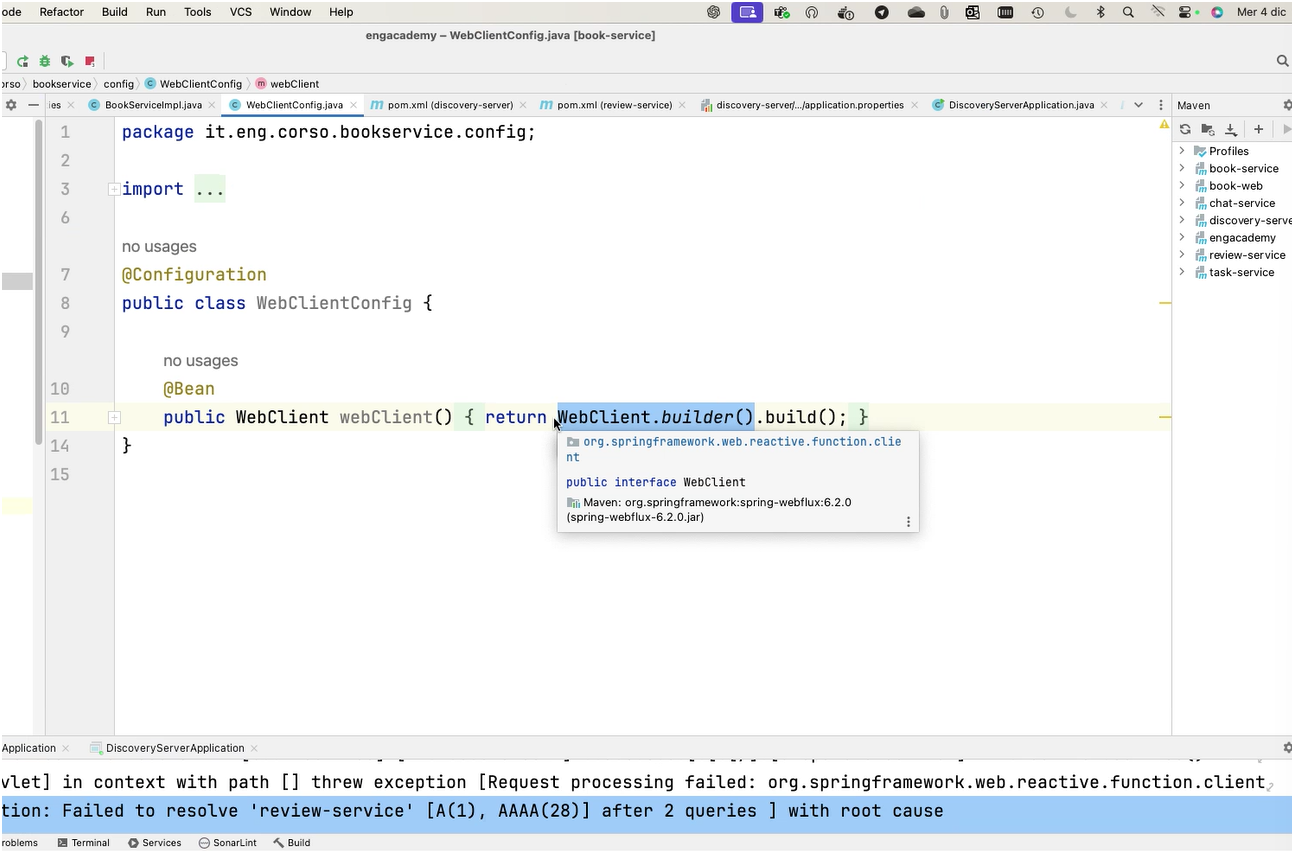 ode Refactor Build Run Tools VCS Window Help Mer 4 dic
engacademy – WebClientConfig.java [book-service]
orso bookservice config WebClientConfig webClient
ies BookServiceImpl.java WebClientConfig.java pom.xml (discovery-server) pom.xml (review-service) discovery-server/.../application.properties DiscoveryServerApplication.java
Maven
1 package it.eng.corso.bookservice.config;
2
3 import ...
6
no usages
7 @Configuration
8 public class WebClientConfig {
9
no usages
10 @Bean
11 public WebClient webClient() { return WebClient.builder().build(); }
14 }
15
org.springframework.web.reactive.function.clie
nt
public interface WebClient
Maven: org.springframework:spring-webflux:6.2.0
(spring-webflux-6.2.0.jar)
Profiles
book-service
book-web
chat-service
discovery-serve
engacademy
review-service
task-service
Application DiscoveryServerApplication
vlet] in context with path [] threw exception [Request processing failed: org.springframework.web.reactive.function.client.
tion: Failed to resolve 'review-service' [A(1), AAAA(28)] after 2 queries ] with root cause
roblems Terminal Services SonarLint Build